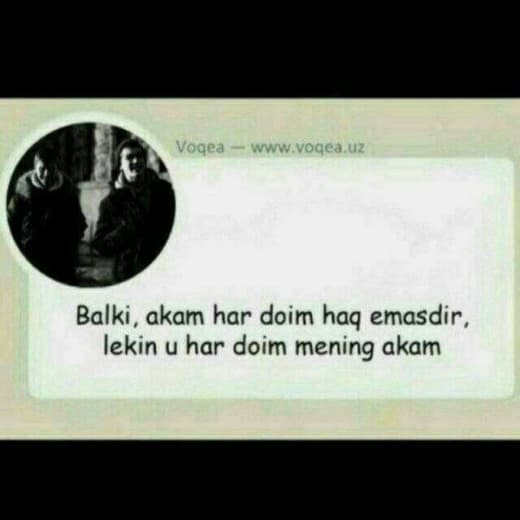 Voqea — www.voqea.uz
Balki, akam har doim haq emasdir,
lekin u har doim mening akam